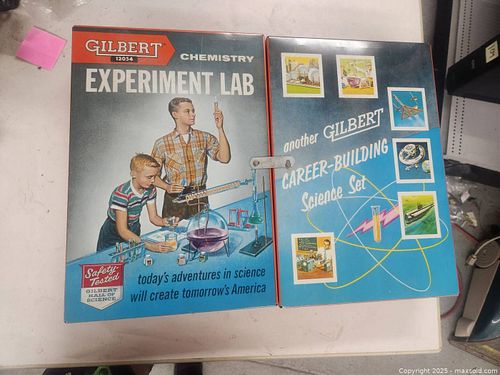 GILBERT
12054
CHEMISTRY
EXPERIMENT LAB
Safety-
Tested
GILBERT
HALL OF
SCIENCE
today's adventures in science
will create tomorrow's America
another GILBERT
CAREER-BUILDING
Science Set
Copyright 2025 - maxsold.com